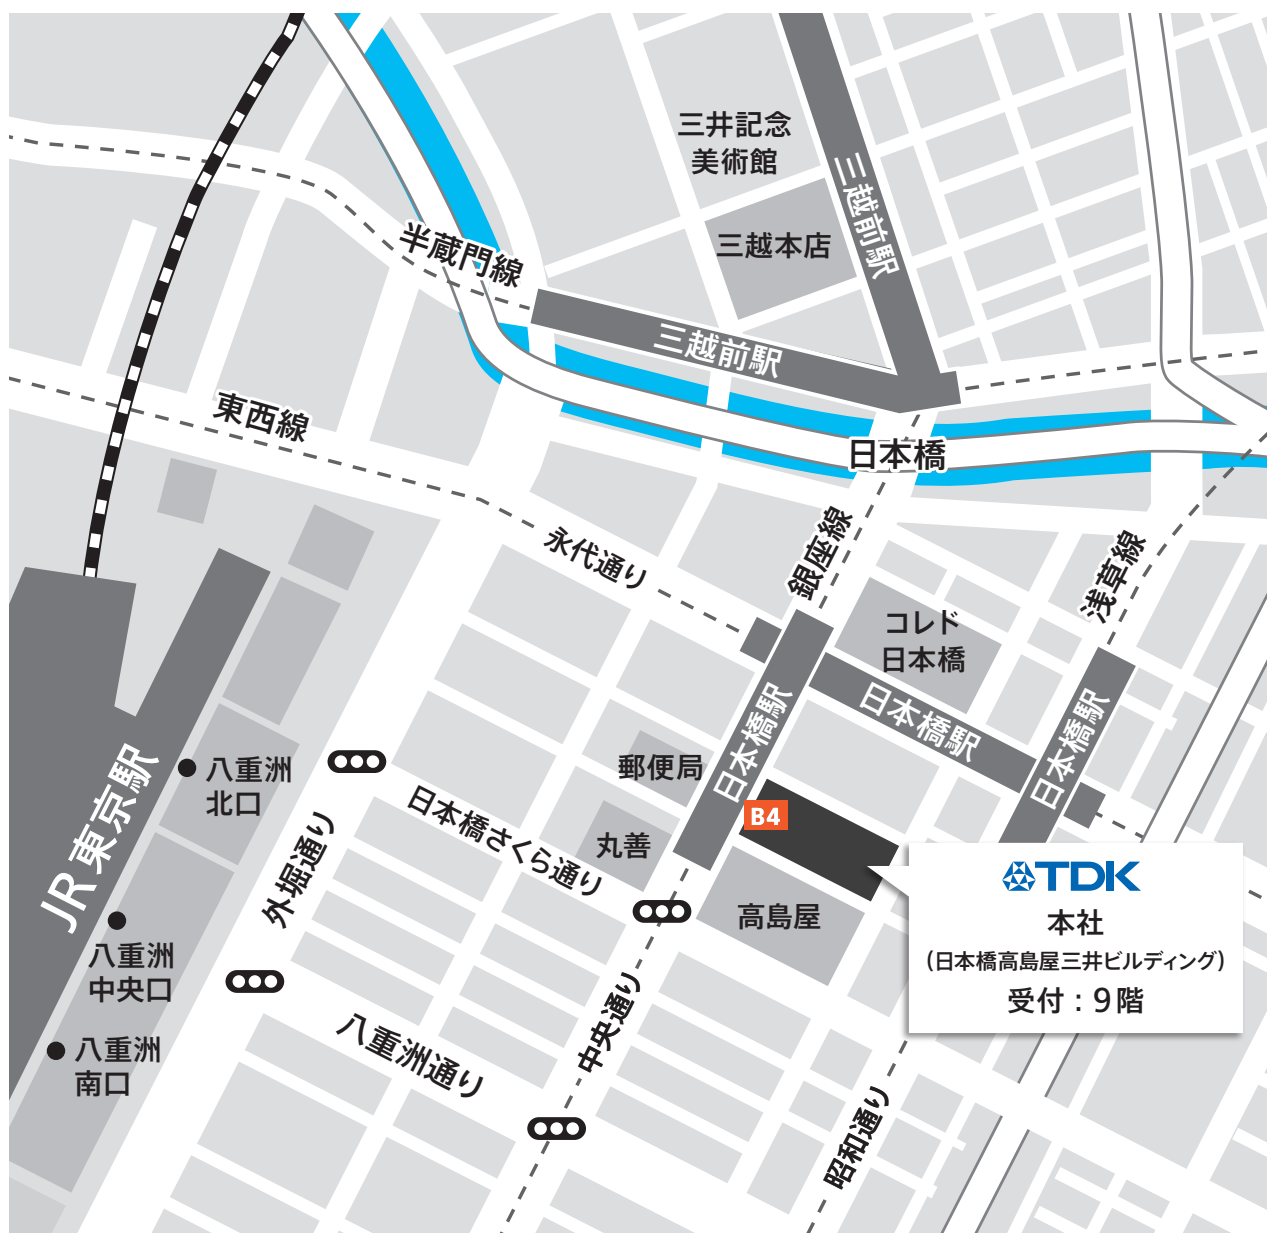 三井記念
美術館
三越前駅
三越本店
半蔵門線
三越前駅
東西線
日本橋
銀座線
永代通り
浅草線
コレド
日本橋
日本橋駅
日本橋駅
日本橋駅
郵便局
JR 東京駅
八重洲
北口
日本橋さくら通り
丸善
B4
外堀通り
TDK
本社
(日本橋高島屋三井ビルディング)
受付：9階
高島屋
八重洲
中央口
中央通り
八重洲通り
八重洲
南口
昭和通り